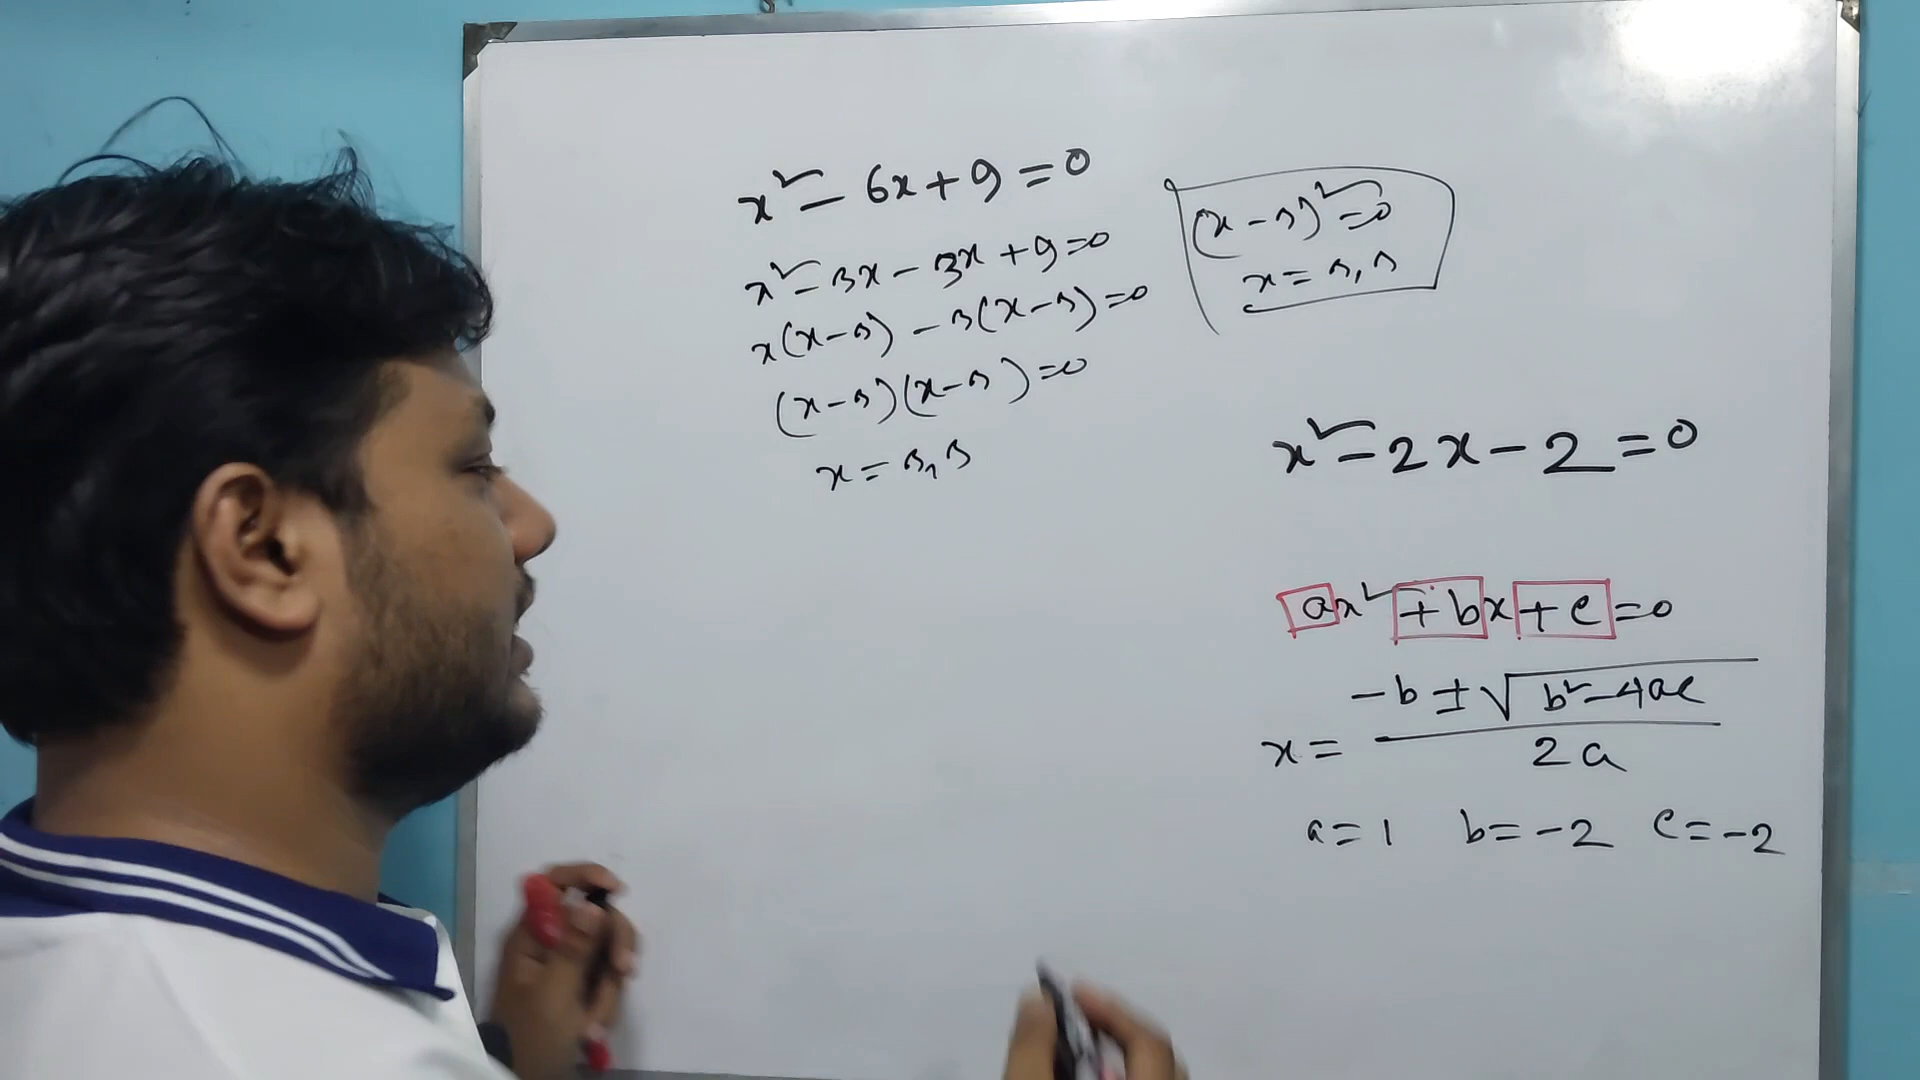 x² - 6x + 9 = 0
x² - 3x - 3x + 9 = 0
x(x-3) - 3(x-3) = 0
(x-3)(x-3) = 0
x = 3, 3
(x-3)² = 0
x = 3, 3
x² - 2x - 2 = 0
ax² + bx + c = 0
x = (-b ± √(b² - 4ac)) / 2a
a = 1 b = -2 c = -2